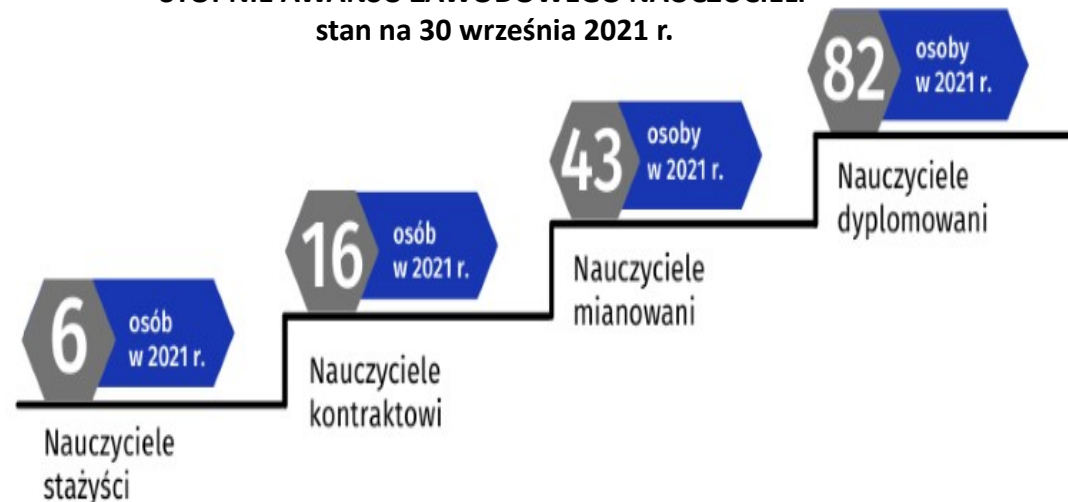 stan na 30 września 2021 r.
82
osoby
w 2021 r.
Nauczyciele
dyplomowani
43
osoby
w 2021 r.
Nauczyciele
mianowani
16
osób
w 2021 r.
Nauczyciele
kontraktowi
6
osób
w 2021 r.
Nauczyciele
stażyści